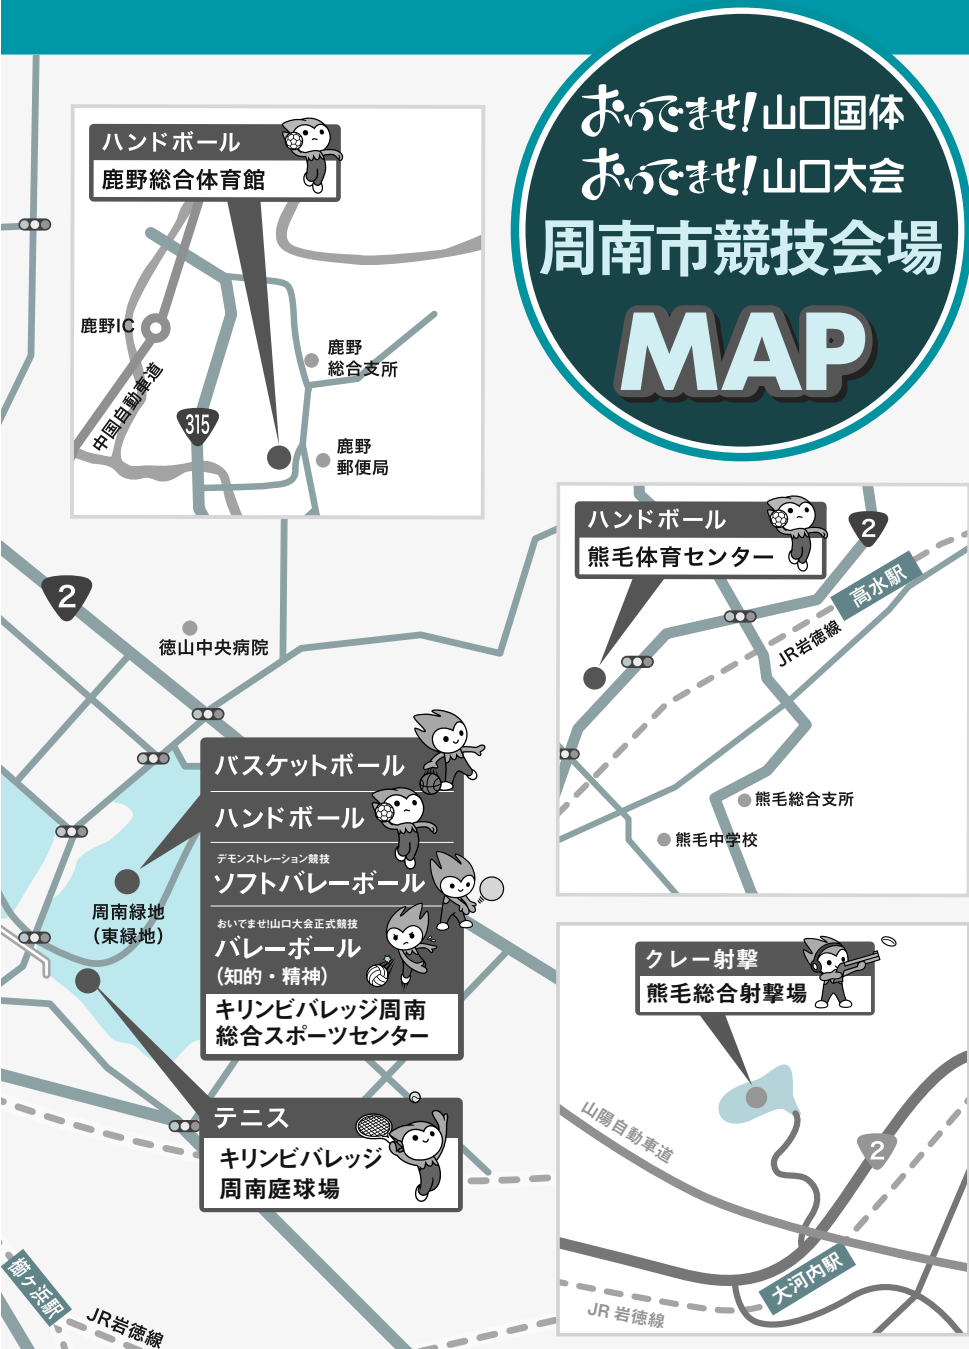 おいでませ!山口国体
おいでませ!山口大会
周南市競技会場
MAP
ハンドボール
鹿野総合体育館
鹿野IC
中国自動車道
315
鹿野
総合支所
鹿野
郵便局
2
徳山中央病院
バスケットボール
ハンドボール
デモンストレーション競技
ソフトバレーボール
おいでませ!山口大会正式競技
バレーボール
(知的・精神)
キリンビバレッジ周南
総合スポーツセンター
周南緑地
(東緑地)
テニス
キリンビバレッジ
周南庭球場
櫛ヶ浜駅
JR岩徳線
ハンドボール
熊毛体育センター
2
高水駅
JR岩徳線
熊毛総合支所
熊毛中学校
クレー射撃
熊毛総合射撃場
山陽自動車道
2
大河内駅
JR 岩徳線